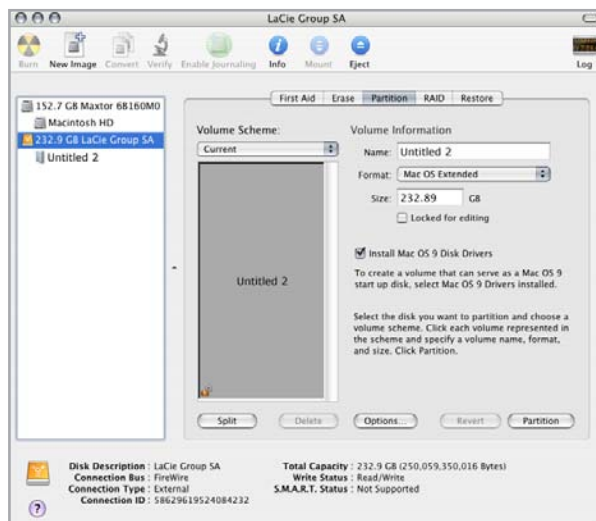 LaCie Group SA
Burn New Image Convert Verify Enable Journaling Info Mount Eject Log
152.7 GB Maxtor 6B160M0
Macintosh HD
232.9 GB LaCie Group SA
Untitled 2
First Aid Erase Partition RAID Restore
Volume Scheme:
Current
Untitled 2
Volume Information
Name: Untitled 2
Format: Mac OS Extended
Size: 232.89 GB
Locked for editing
Install Mac OS 9 Disk Drivers
To create a volume that can serve as a Mac OS 9
start up disk, select Mac OS 9 Drivers installed.
Select the disk you want to partition and choose a
volume scheme. Click each volume represented in
the scheme and specify a volume name, format,
and size. Click Partition.
Split Delete Options... Revert Partition
Disk Description : LaCie Group SA
Connection Bus : FireWire
Connection Type : External
Connection ID : 58629619524084232
Total Capacity : 232.9 GB (250,059,350,016 Bytes)
Write Status : Read/Write
S.M.A.R.T. Status : Not Supported
?